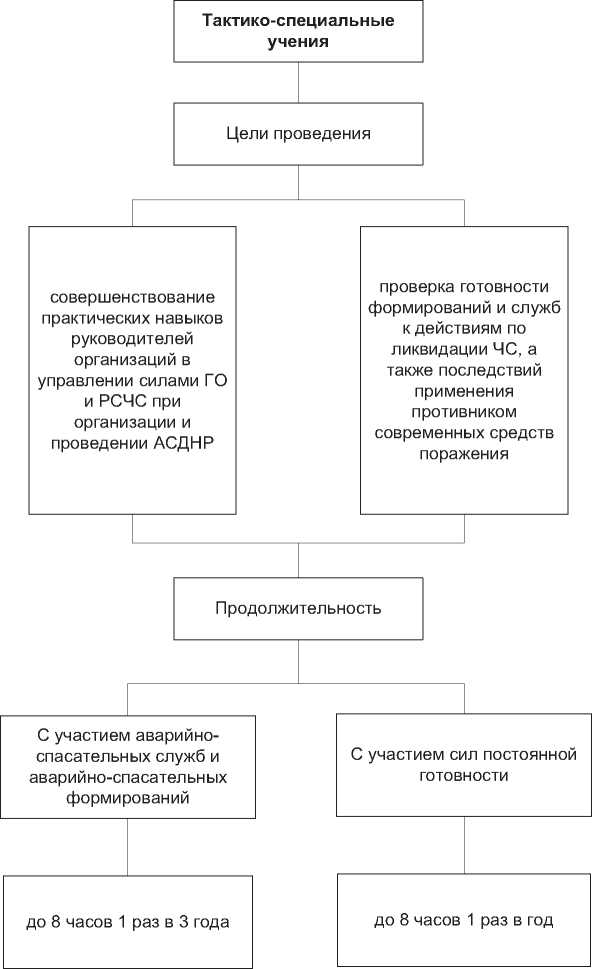 Тактико-специальные
учения
Цели проведения
совершенствование
практических навыков
руководителей
организаций в
управлении силами ГО
и РСЧС при
организации и
проведении АСДНР
проверка готовности
формирований и служб
к действиям по
ликвидации ЧС, а
также последствий
применения
противником
современных средств
поражения
Продолжительность
С участием аварийно-
спасательных служб и
аварийно-спасательных
формирований
С участием сил постоянной
готовности
до 8 часов 1 раз в 3 года
до 8 часов 1 раз в год